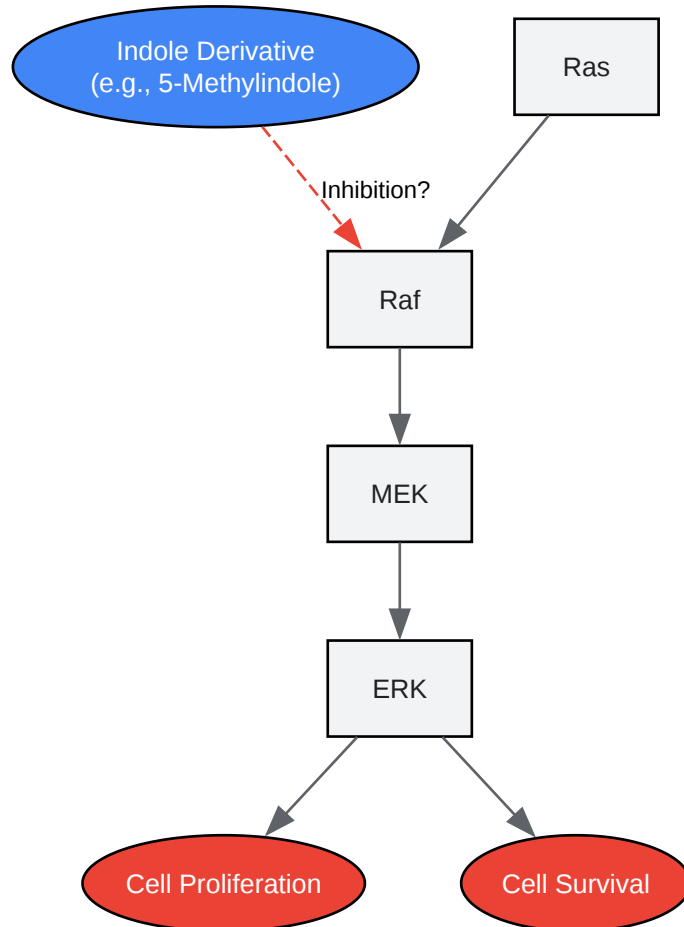 Indole Derivative
(e.g., 5-Methylindole)
Ras
Inhibition?
Raf
MEK
ERK
Cell Proliferation
Cell Survival